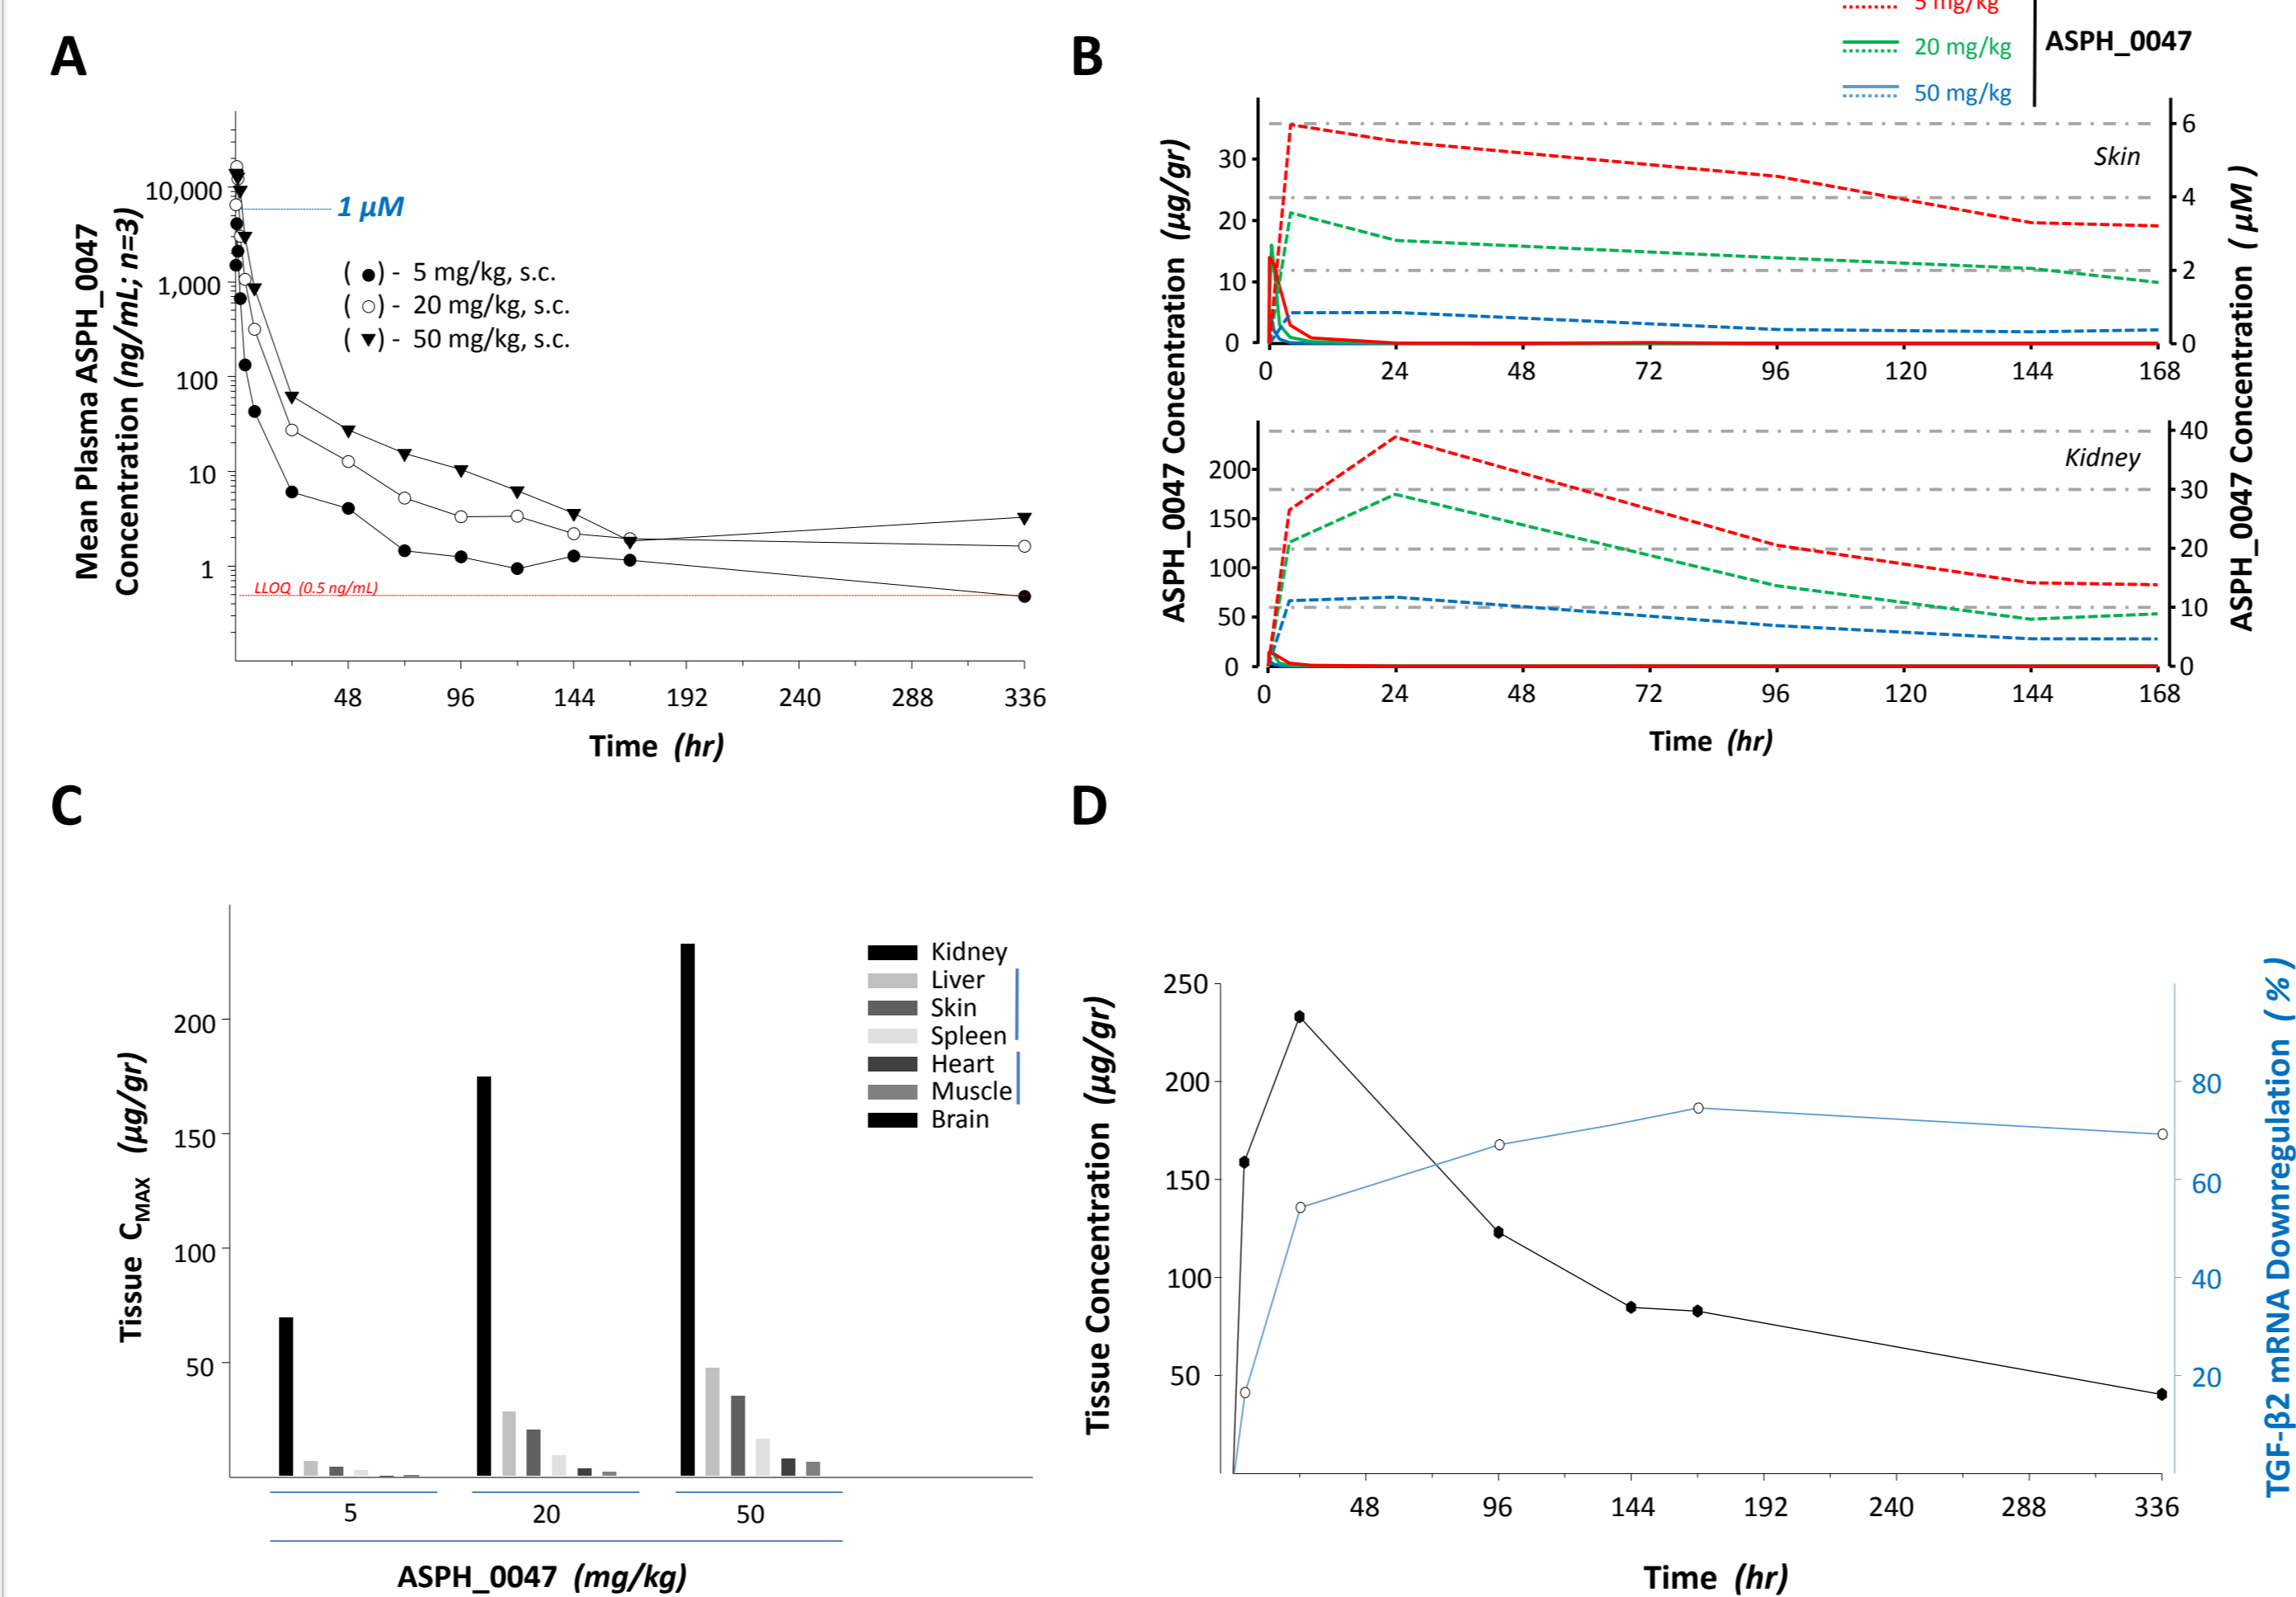 A
Mean Plasma ASPH_0047
Concentration (ng/mL; n=3)
10,000
1,000
100
10
1
1 µM
( ● ) - 5 mg/kg, s.c.
( ○ ) - 20 mg/kg, s.c.
( ▼ ) - 50 mg/kg, s.c.
LLOQ (0.5 ng/mL)
48 96 144 192 240 288 336
Time (hr)
B
5 mg/kg
20 mg/kg
50 mg/kg
ASPH_0047
ASPH_0047 Concentration (µg/gr)
30
20
10
0
Skin
6
4
2
0
0 24 48 72 96 120 144 168
200
150
100
50
0
Kidney
40
30
20
10
0
0 24 48 72 96 120 144 168
ASPH_0047 Concentration ( µM )
Time (hr)
C
Tissue CMAX (µg/gr)
200
150
100
50
Kidney
Liver
Skin
Spleen
Heart
Muscle
Brain
5 20 50
ASPH_0047 (mg/kg)
D
Tissue Concentration (µg/gr)
250
200
150
100
50
80
60
40
20
TGF-β2 mRNA Downregulation ( % )
48 96 144 192 240 288 336
Time (hr)